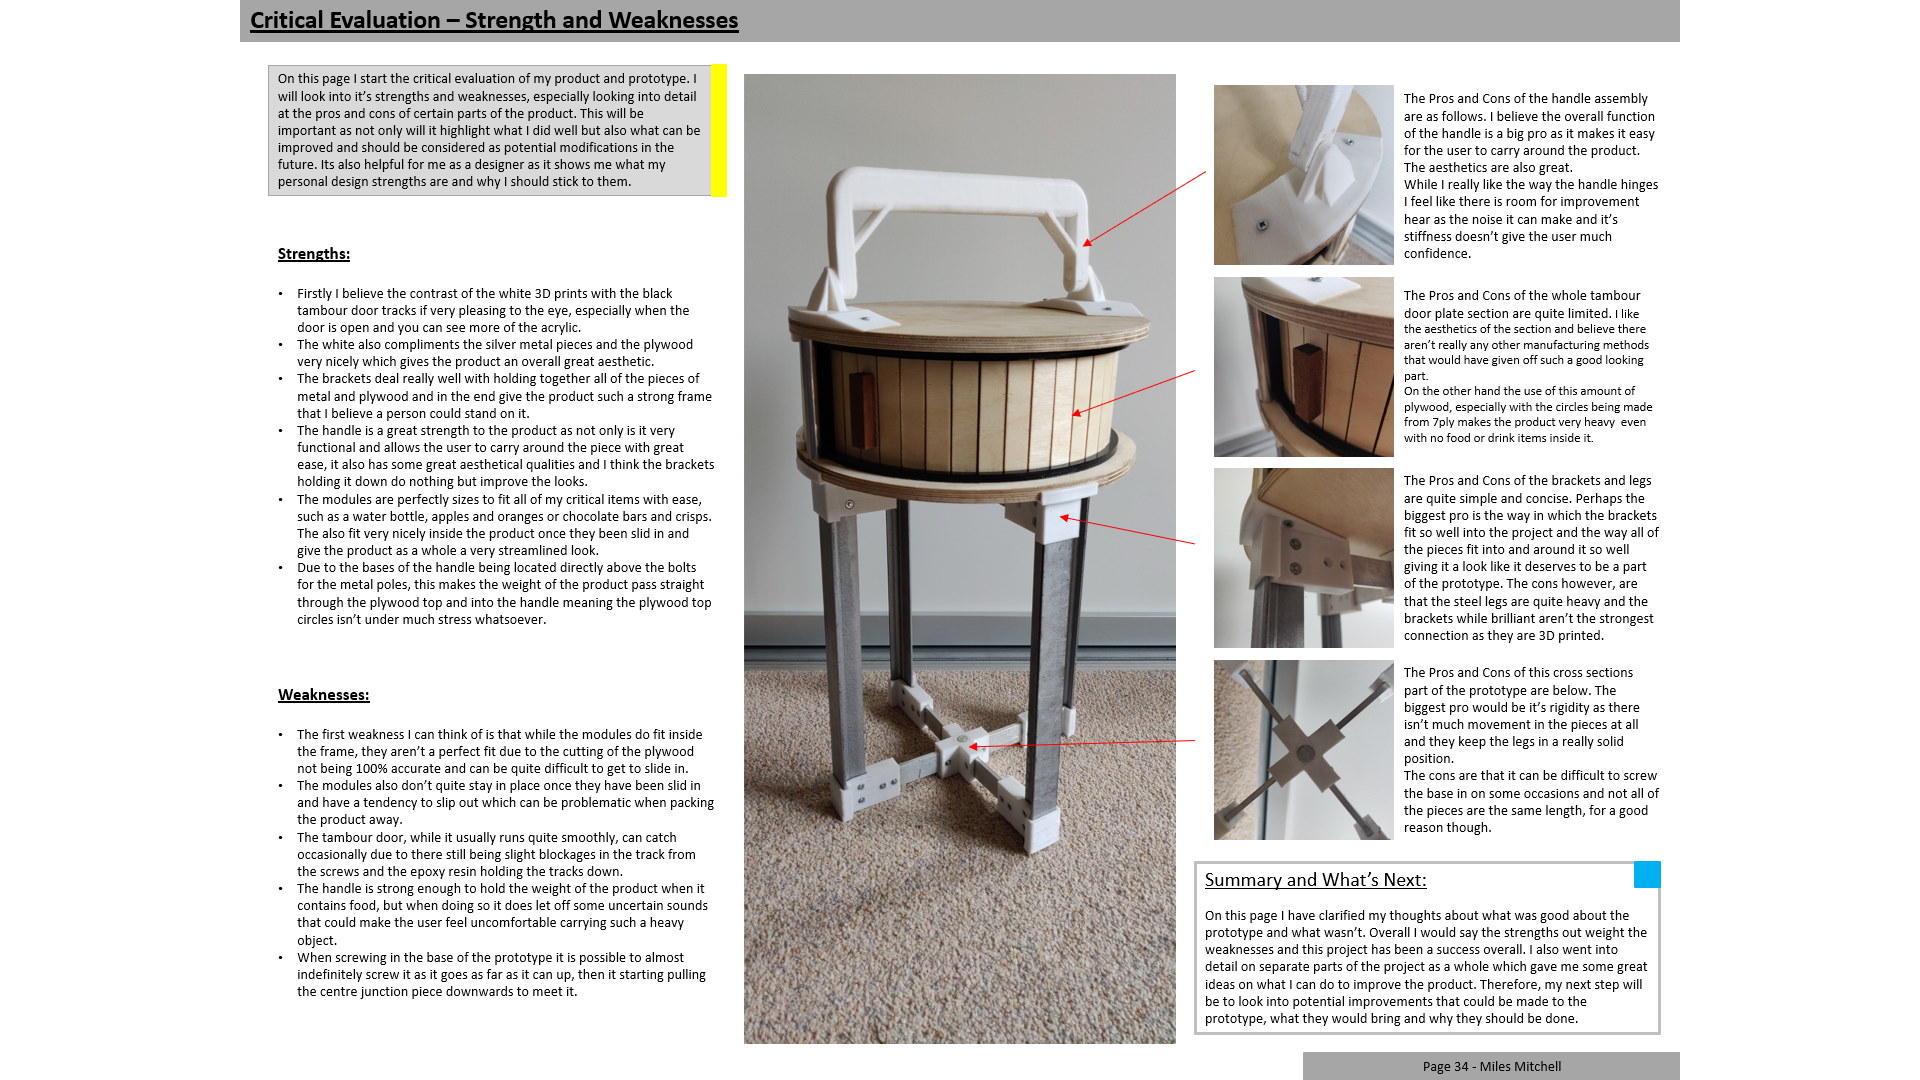 Critical Evaluation – Strength and Weaknesses
On this page I start the critical evaluation of my product and prototype. I
will look into it’s strengths and weaknesses, especially looking into detail
at the pros and cons of certain parts of the product. This will be
important as not only will it highlight what I did well but also what can be
improved and should be considered as potential modifications in the
future. Its also helpful for me as a designer as it shows me what my
personal design strengths are and why I should stick to them.
Strengths:
• Firstly I believe the contrast of the white 3D prints with the black
tambour door tracks if very pleasing to the eye, especially when the
door is open and you can see more of the acrylic.
• The white also compliments the silver metal pieces and the plywood
very nicely which gives the product an overall great aesthetic.
• The brackets deal really well with holding together all of the pieces of
metal and plywood and in the end give the product such a strong frame
that I believe a person could stand on it.
• The handle is a great strength to the product as not only is it very
functional and allows the user to carry around the piece with great
ease, it also has some great aesthetical qualities and I think the brackets
holding it down do nothing but improve the looks.
• The modules are perfectly sizes to fit all of my critical items with ease,
such as a water bottle, apples and oranges or chocolate bars and crisps.
The also fit very nicely inside the product once they been slid in and
give the product as a whole a very streamlined look.
• Due to the bases of the handle being located directly above the bolts
for the metal poles, this makes the weight of the product pass straight
through the plywood top and into the handle meaning the plywood top
circles isn’t under much stress whatsoever.
Weaknesses:
• The first weakness I can think of is that while the modules do fit inside
the frame, they aren’t a perfect fit due to the cutting of the plywood
not being 100% accurate and can be quite difficult to get to slide in.
• The modules also don’t quite stay in place once they have been slid in
and have a tendency to slip out which can be problematic when packing
the product away.
• The tambour door, while it usually runs quite smoothly, can catch
occasionally due to there still being slight blockages in the track from
the screws and the epoxy resin holding the tracks down.
• The handle is strong enough to hold the weight of the product when it
contains food, but when doing so it does let off some uncertain sounds
that could make the user feel uncomfortable carrying such a heavy
object.
• When screwing in the base of the prototype it is possible to almost
indefinitely screw it as it goes as far as it can up, then it starting pulling
the centre junction piece downwards to meet it.
The Pros and Cons of the handle assembly
are as follows. I believe the overall function
of the handle is a big pro as it makes it easy
for the user to carry around the product.
The aesthetics are also great.
While I really like the way the handle hinges
I feel like there is room for improvement
hear as the noise it can make and it’s
stiffness doesn’t give the user much
confidence.
The Pros and Cons of the whole tambour
door plate section are quite limited. I like
the aesthetics of the section and believe there
aren’t really any other manufacturing methods
that would have given off such a good looking
part.
On the other hand the use of this amount of
plywood, especially with the circles being made
from 7ply makes the product very heavy even
with no food or drink items inside it.
The Pros and Cons of the brackets and legs
are quite simple and concise. Perhaps the
biggest pro is the way in which the brackets
fit so well into the project and the way all of
the pieces fit into and around it so well
giving it a look like it deserves to be a part
of the prototype. The cons however, are
that the steel legs are quite heavy and the
brackets while brilliant aren’t the strongest
connection as they are 3D printed.
The Pros and Cons of this cross sections
part of the prototype are below. The
biggest pro would be it’s rigidity as there
isn’t much movement in the pieces at all
and they keep the legs in a really solid
position.
The cons are that it can be difficult to screw
the base in on some occasions and not all of
the pieces are the same length, for a good
reason though.
Summary and What’s Next:
On this page I have clarified my thoughts about what was good about the
prototype and what wasn’t. Overall I would say the strengths out weight the
weaknesses and this project has been a success overall. I also went into
detail on separate parts of the project as a whole which gave me some great
ideas on what I can do to improve the product. Therefore, my next step will
be to look into potential improvements that could be made to the
prototype, what they would bring and why they should be done.
Page 34 - Miles Mitchell